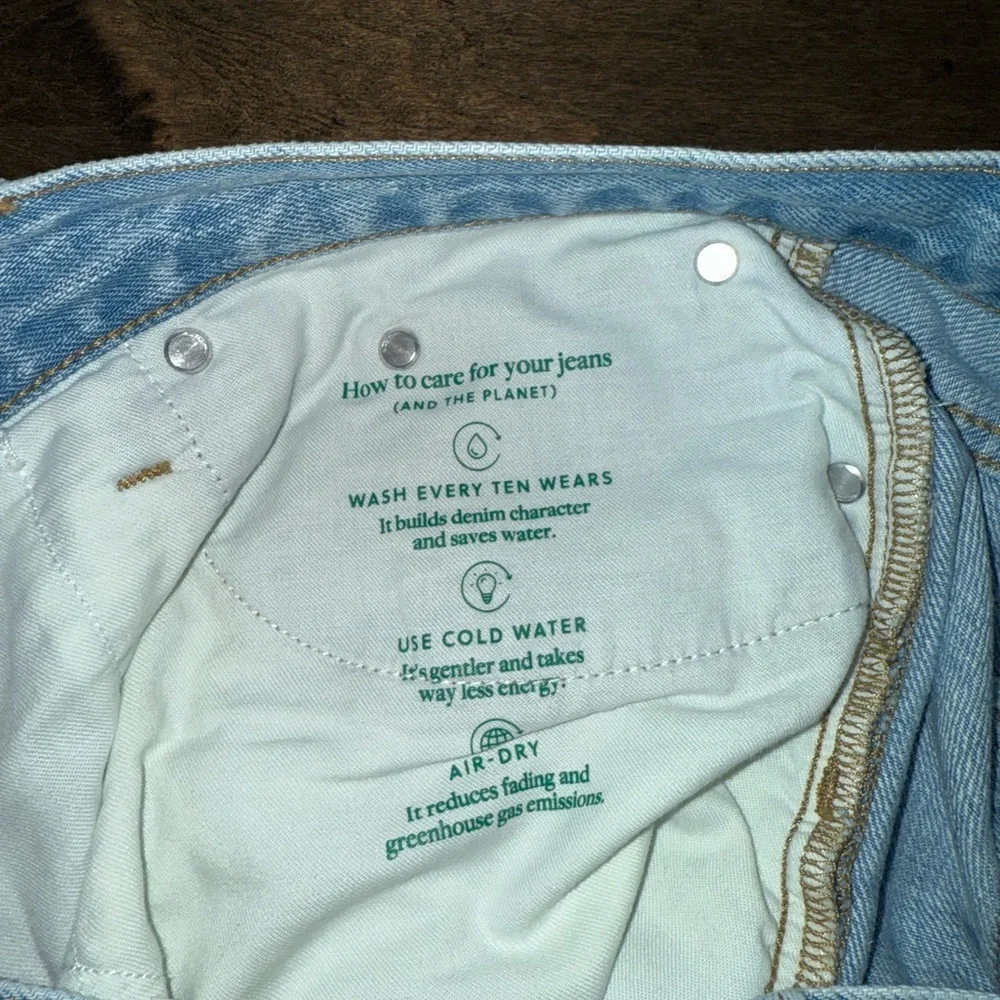 How to care for your jeans
(AND THE PLANET)
WASH EVERY TEN WEARS
It builds denim character
and saves water.
USE COLD WATER
It's gentler and takes
way less energy.
AIR-DRY
It reduces fading and
greenhouse gas emissions.